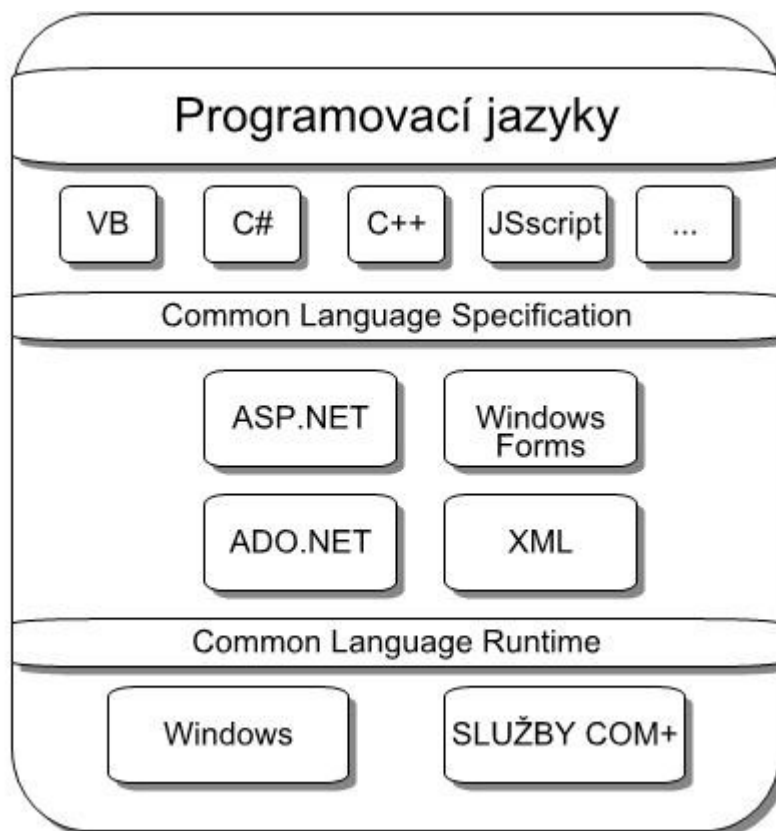 Programovací jazyky
VB
C#
C++
JSscript
...
Common Language Specification
ASP.NET
Windows
Forms
ADO.NET
XML
Common Language Runtime
Windows
SLUŽBY COM+